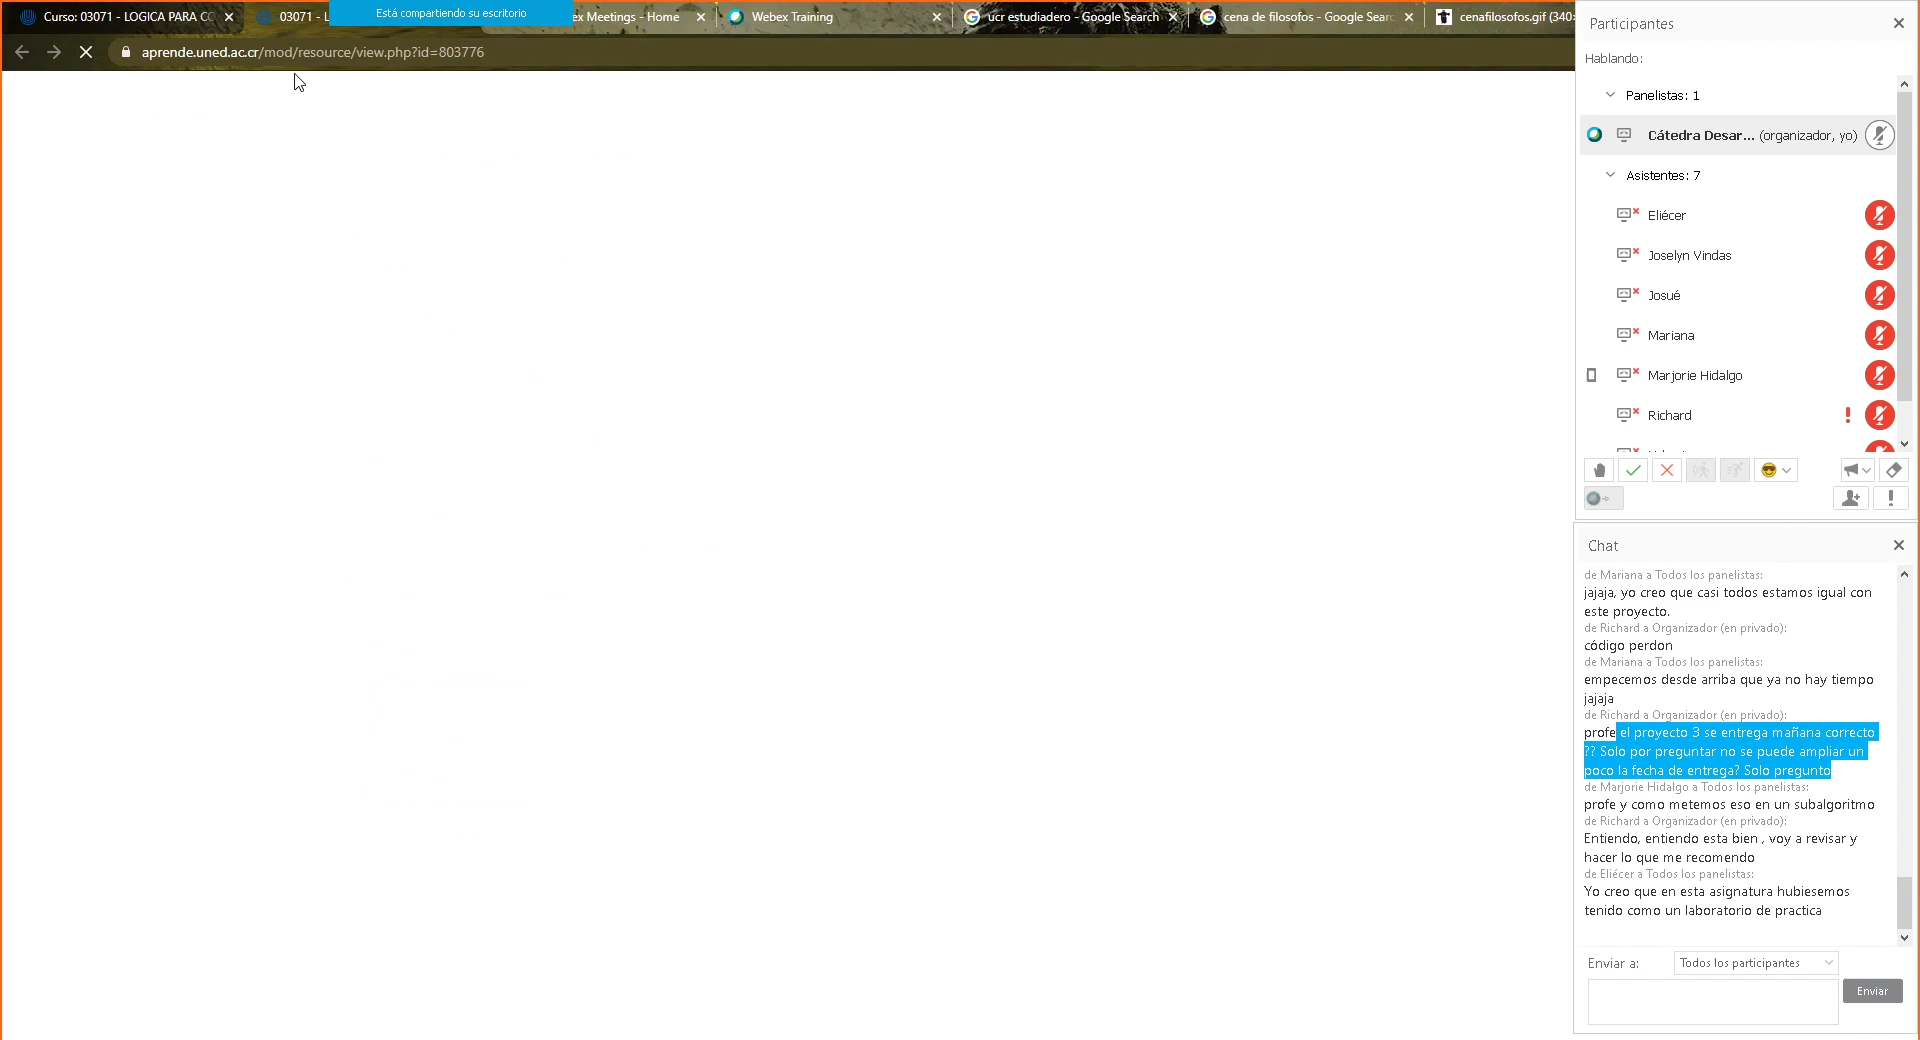 Curso: 03071 - LOGICA PARA CC
03071 - L
Está compartiendo su escritorio
ex Meetings - Home
Webex Training
ucr estudiadero - Google Search
cena de filosofos - Google Searc
cenafilosofos.gif (340×
aprende.uned.ac.cr/mod/resource/view.php?id=803776
Participantes
Hablando:
Panelistas: 1
Cátedra Desar... (organizador, yo)
Asistentes: 7
Eliécer
Joselyn Vindas
Josué
Mariana
Marjorie Hidalgo
Richard
Chat
de Mariana a Todos los panelistas:
jajaja, yo creo que casi todos estamos igual con
este proyecto.
de Richard a Organizador (en privado):
código perdon
de Mariana a Todos los panelistas:
empecemos desde arriba que ya no hay tiempo
jajaja
de Richard a Organizador (en privado):
profe el proyecto 3 se entrega mañana correcto
?? Solo por preguntar no se puede ampliar un
poco la fecha de entrega? Solo pregunto
de Marjorie Hidalgo a Todos los panelistas:
profe y como metemos eso en un subalgoritmo
de Richard a Organizador (en privado):
Entiendo, entiendo esta bien , voy a revisar y
hacer lo que me recomendo
de Eliécer a Todos los panelistas:
Yo creo que en esta asignatura hubiesemos
tenido como un laboratorio de practica
Enviar a:
Todos los participantes
Enviar